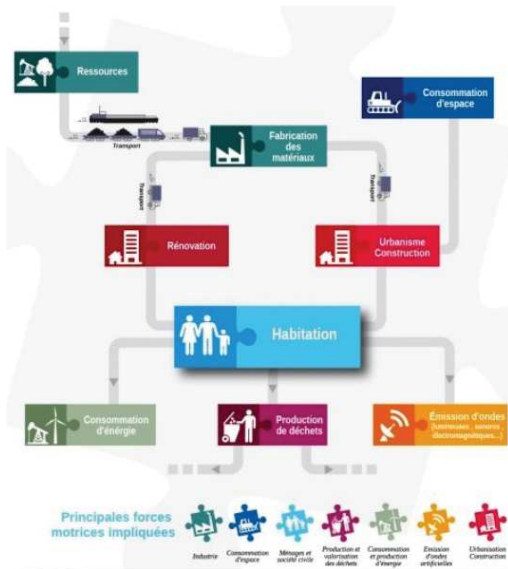 Ressources
Consommation
d'espace
Transport
Fabrication
des
matériaux
Transport
Transport
Rénovation
Urbanisme
Construction
Habitation
Consommation
d'énérgie
Production
de déchets
Émission d'ondes
(lumineuses , sonores ,
électromagnétiques...)
Principales forces
motrices impliquées
Industrie
Consommation
d'espace
Ménages et
société civile
Production et
valorisation
des déchets
Consommation
et production
d'énergie
Emission
d'ondes
artificielles
Urbanisation
Construction